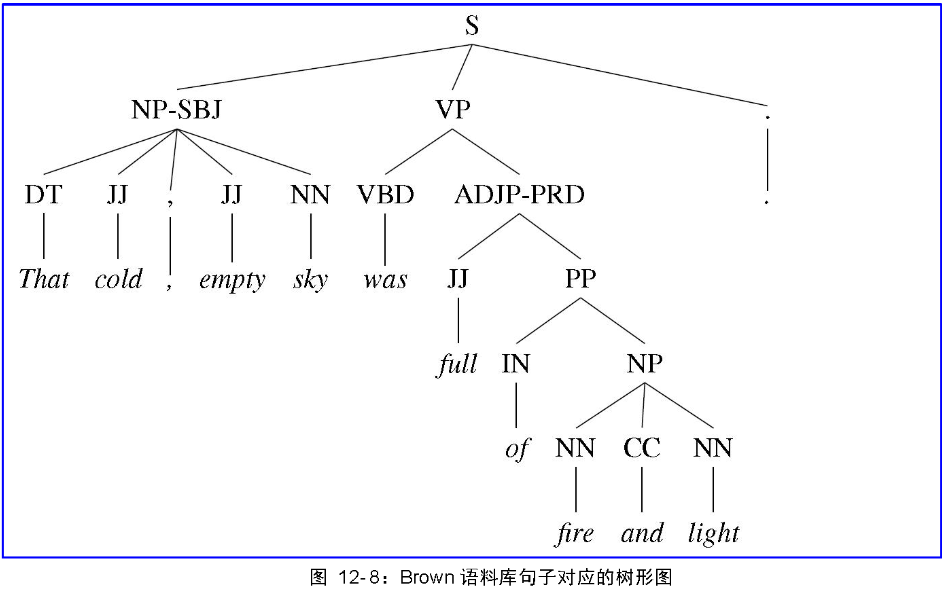 S
NP-SBJ VP .
DT JJ , JJ NN VBD ADJP-PRD .
That cold , empty sky was JJ PP
full IN NP
of NN CC NN
fire and light
图 12-8：Brown 语料库句子对应的树形图